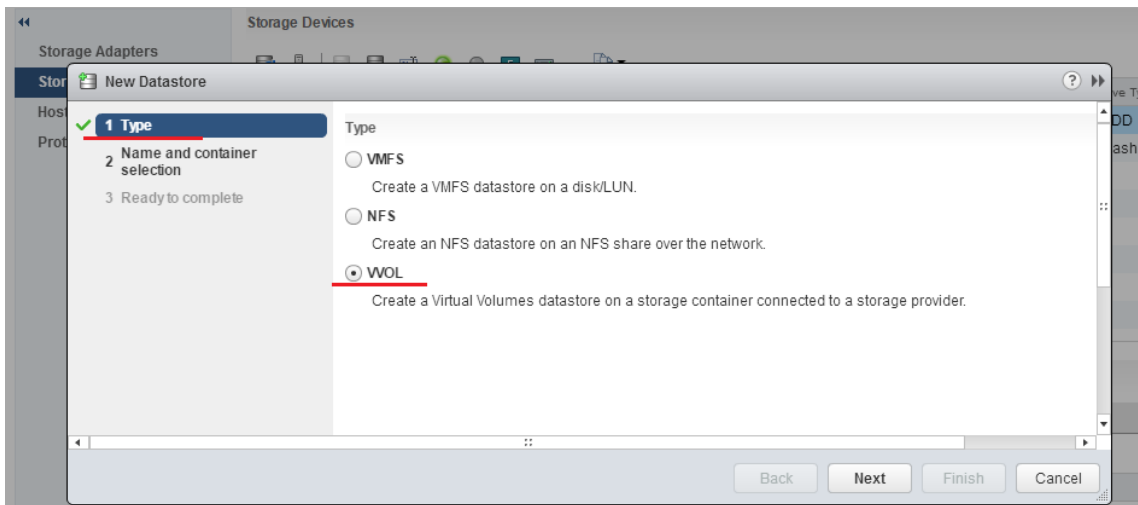 Storage Devices
Storage Adapters
Stor
Host
Prot
New Datastore
?
ve T
DD
ash
1 Type
2 Name and container
selection
3 Ready to complete
Type
VMFS
Create a VMFS datastore on a disk/LUN.
NFS
Create an NFS datastore on an NFS share over the network.
VVOL
Create a Virtual Volumes datastore on a storage container connected to a storage provider.
Back
Next
Finish
Cancel